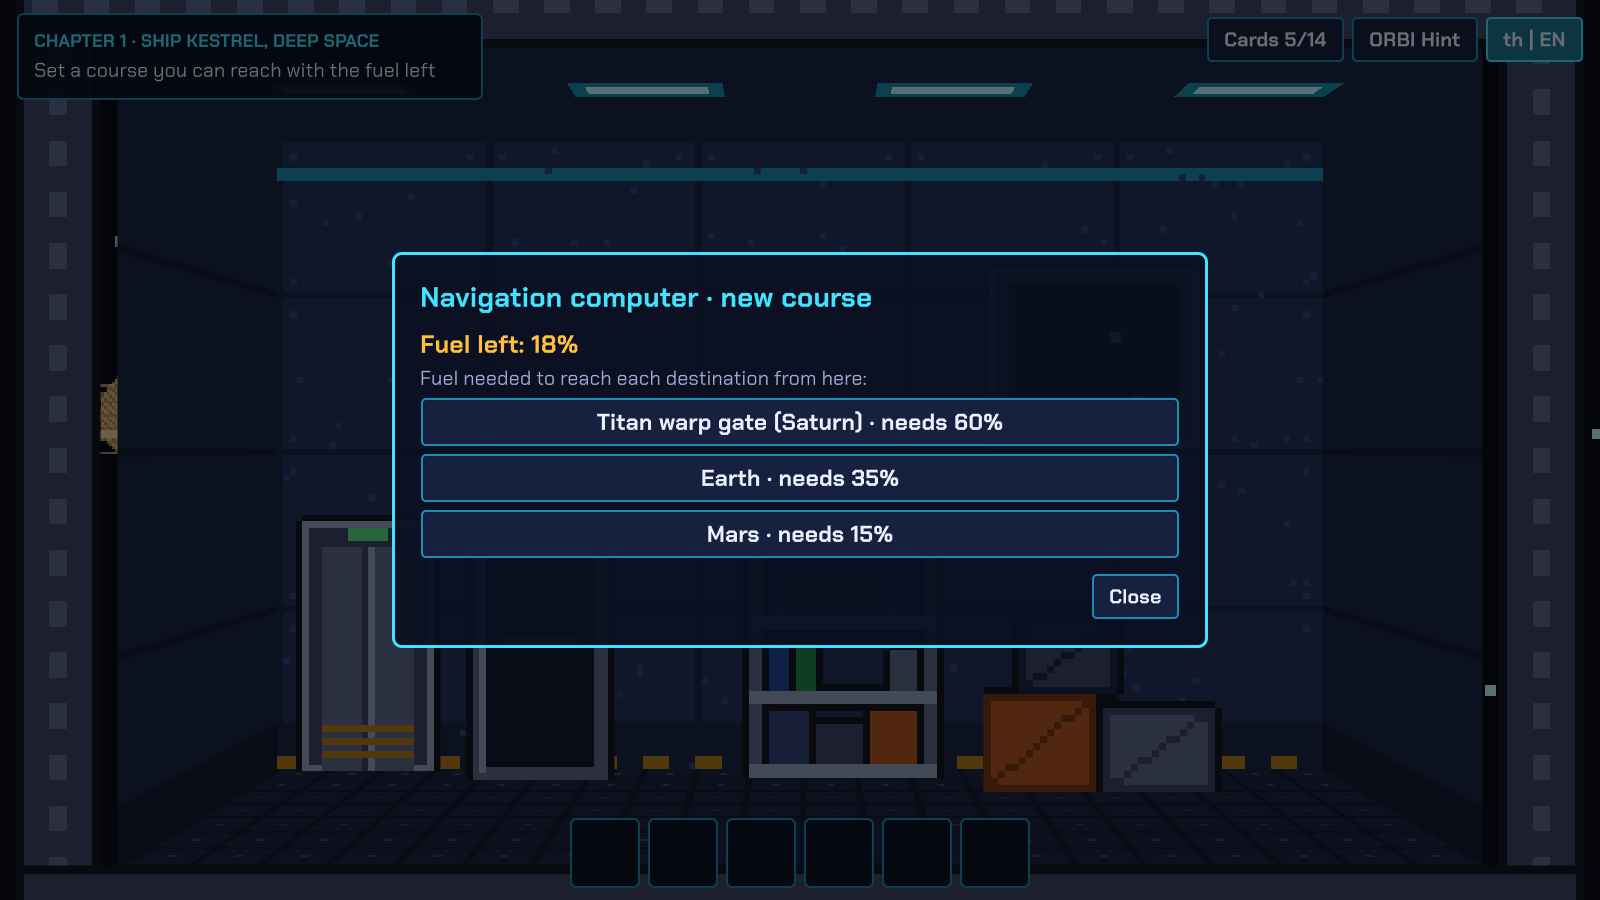 CHAPTER 1 · SHIP KESTREL, DEEP SPACE
Set a course you can reach with the fuel left
Cards 5/14
ORBI Hint
th | EN
Navigation computer · new course
Fuel left: 18%
Fuel needed to reach each destination from here:
Titan warp gate (Saturn) · needs 60%
Earth · needs 35%
Mars · needs 15%
Close